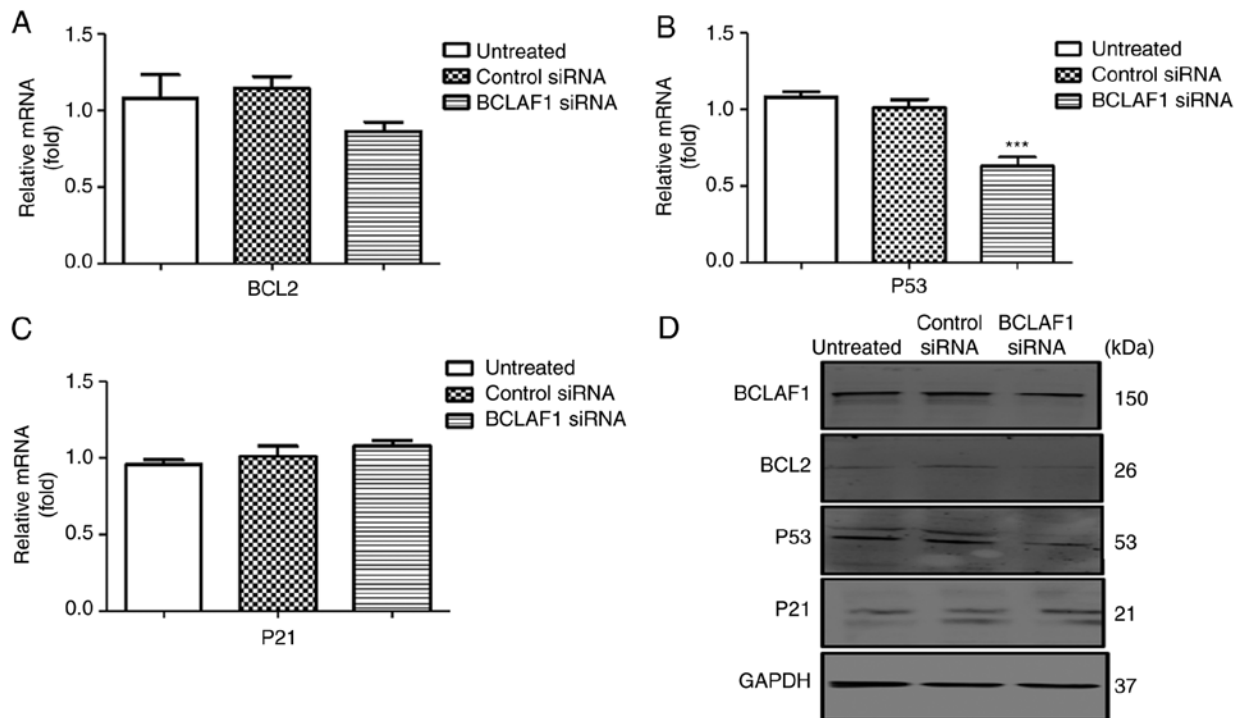 A
1.5
1.0
0.5
0.0
Relative mRNA
(fold)
BCL2
Untreated
Control siRNA
BCLAF1 siRNA
B
1.5
1.0
0.5
0.0
Relative mRNA
(fold)
***
P53
Untreated
Control siRNA
BCLAF1 siRNA
C
1.5
1.0
0.5
0.0
Relative mRNA
(fold)
P21
Untreated
Control siRNA
BCLAF1 siRNA
D
Untreated
Control
siRNA
BCLAF1
siRNA
(kDa)
BCLAF1
150
BCL2
26
P53
53
P21
21
GAPDH
37